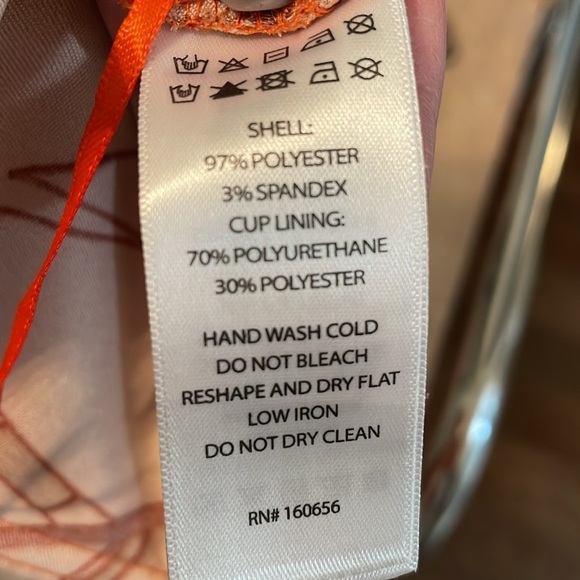 SHELL:
97% POLYESTER
3% SPANDEX
CUP LINING:
70% POLYURETHANE
30% POLYESTER
HAND WASH COLD
DO NOT BLEACH
RESHAPE AND DRY FLAT
LOW IRON
DO NOT DRY CLEAN
RN# 160656